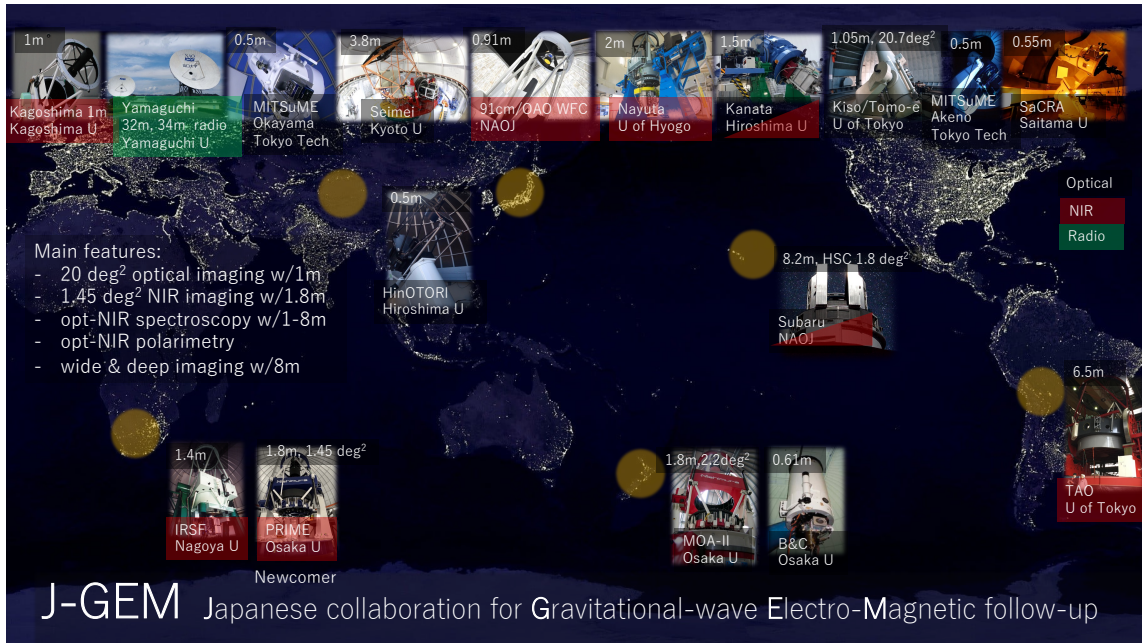 1m
Kagoshima 1m
Kagoshima U
Yamaguchi
32m, 34m radio
Yamaguchi U
0.5m
MITSuME
Okayama
Tokyo Tech
3.8m
Seimei
Kyoto U
0.91m
91cm/OAO WFC
NAOJ
2m
Nayuta
U of Hyogo
1.5m
Kanata
Hiroshima U
1.05m, 20.7deg²
Kiso/Tomo-e
U of Tokyo
0.5m
MITSuME
Akeno
Tokyo Tech
0.55m
SaCRA
Saitama U
Optical
NIR
Radio
0.5m
HinOTORI
Hiroshima U
Main features:
- 20 deg² optical imaging w/1m
- 1.45 deg² NIR imaging w/1.8m
- opt-NIR spectroscopy w/1-8m
- opt-NIR polarimetry
- wide & deep imaging w/8m
8.2m, HSC 1.8 deg²
Subaru
NAOJ
6.5m
TAO
U of Tokyo
1.4m
IRSF
Nagoya U
1.8m, 1.45 deg²
PRIME
Osaka U
Newcomer
1.8m,2.2deg²
MOA-II
Osaka U
0.61m
B&C
Osaka U
J-GEM Japanese collaboration for Gravitational-wave Electro-Magnetic follow-up